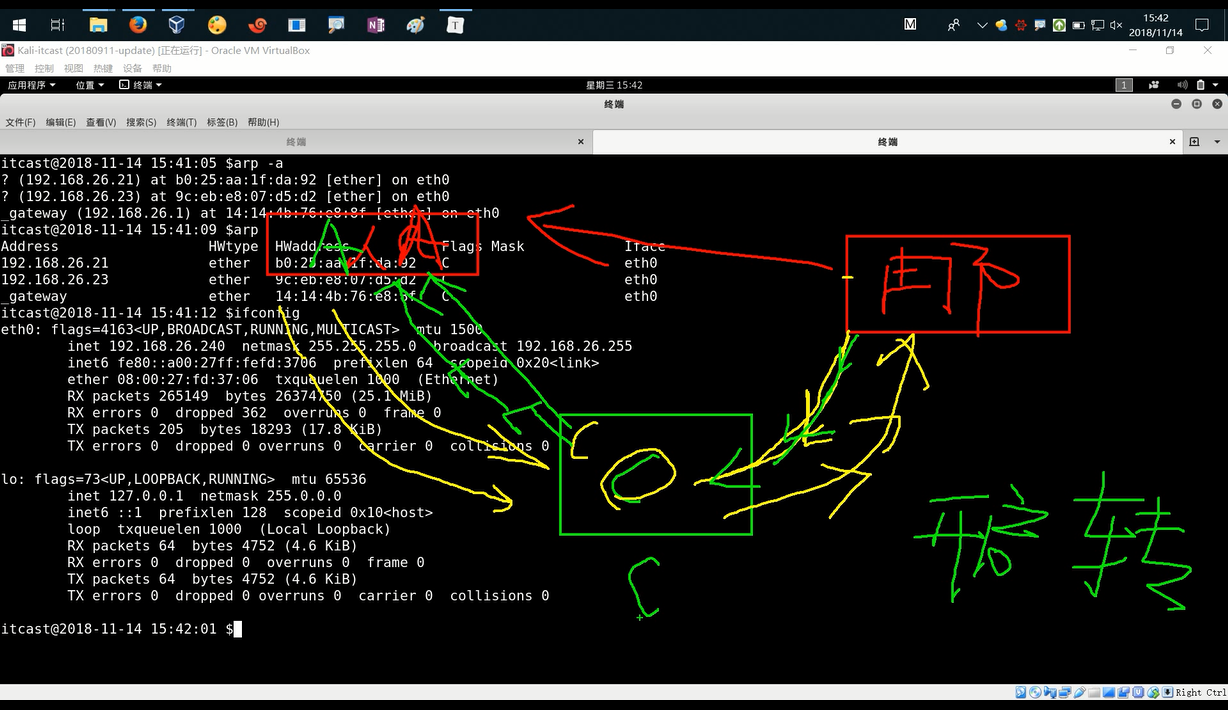 M
15:42
2018/11/14
Kali-itcast (20180911-update) [正在运行] - Oracle VM VirtualBox
管理 控制 视图 热键 设备 帮助
应用程序 位置 终端 星期三 15:42 1
终端
文件(F) 编辑(E) 查看(V) 搜索(S) 终端(T) 标签(B) 帮助(H)
终端 终端
itcast@2018-11-14 15:41:05 $arp -a
? (192.168.26.21) at b0:25:aa:1f:da:92 [ether] on eth0
? (192.168.26.23) at 9c:eb:e8:07:d5:d2 [ether] on eth0
_gateway (192.168.26.1) at 14:14:4b:76:e8:8f [ether] on eth0
itcast@2018-11-14 15:41:09 $arp
Address HWtype HWaddress Flags Mask Iface
192.168.26.21 ether b0:25:aa:1f:da:92 C eth0
192.168.26.23 ether 9c:eb:e8:07:d5:d2 C eth0
_gateway ether 14:14:4b:76:e8:8f C eth0
itcast@2018-11-14 15:41:12 $ifconfig
eth0: flags=4163<UP,BROADCAST,RUNNING,MULTICAST> mtu 1500
inet 192.168.26.240 netmask 255.255.255.0 broadcast 192.168.26.255
inet6 fe80::a00:27ff:fefd:3706 prefixlen 64 scopeid 0x20<link>
ether 08:00:27:fd:37:06 txqueuelen 1000 (Ethernet)
RX packets 265149 bytes 26374750 (25.1 MiB)
RX errors 0 dropped 362 overruns 0 frame 0
TX packets 205 bytes 18293 (17.8 KiB)
TX errors 0 dropped 0 overruns 0 carrier 0 collisions 0
lo: flags=73<UP,LOOPBACK,RUNNING> mtu 65536
inet 127.0.0.1 netmask 255.0.0.0
inet6 ::1 prefixlen 128 scopeid 0x10<host>
loop txqueuelen 1000 (Local Loopback)
RX packets 64 bytes 4752 (4.6 KiB)
RX errors 0 dropped 0 overruns 0 frame 0
TX packets 64 bytes 4752 (4.6 KiB)
TX errors 0 dropped 0 overruns 0 carrier 0 collisions 0
itcast@2018-11-14 15:42:01 $
Right Ctrl